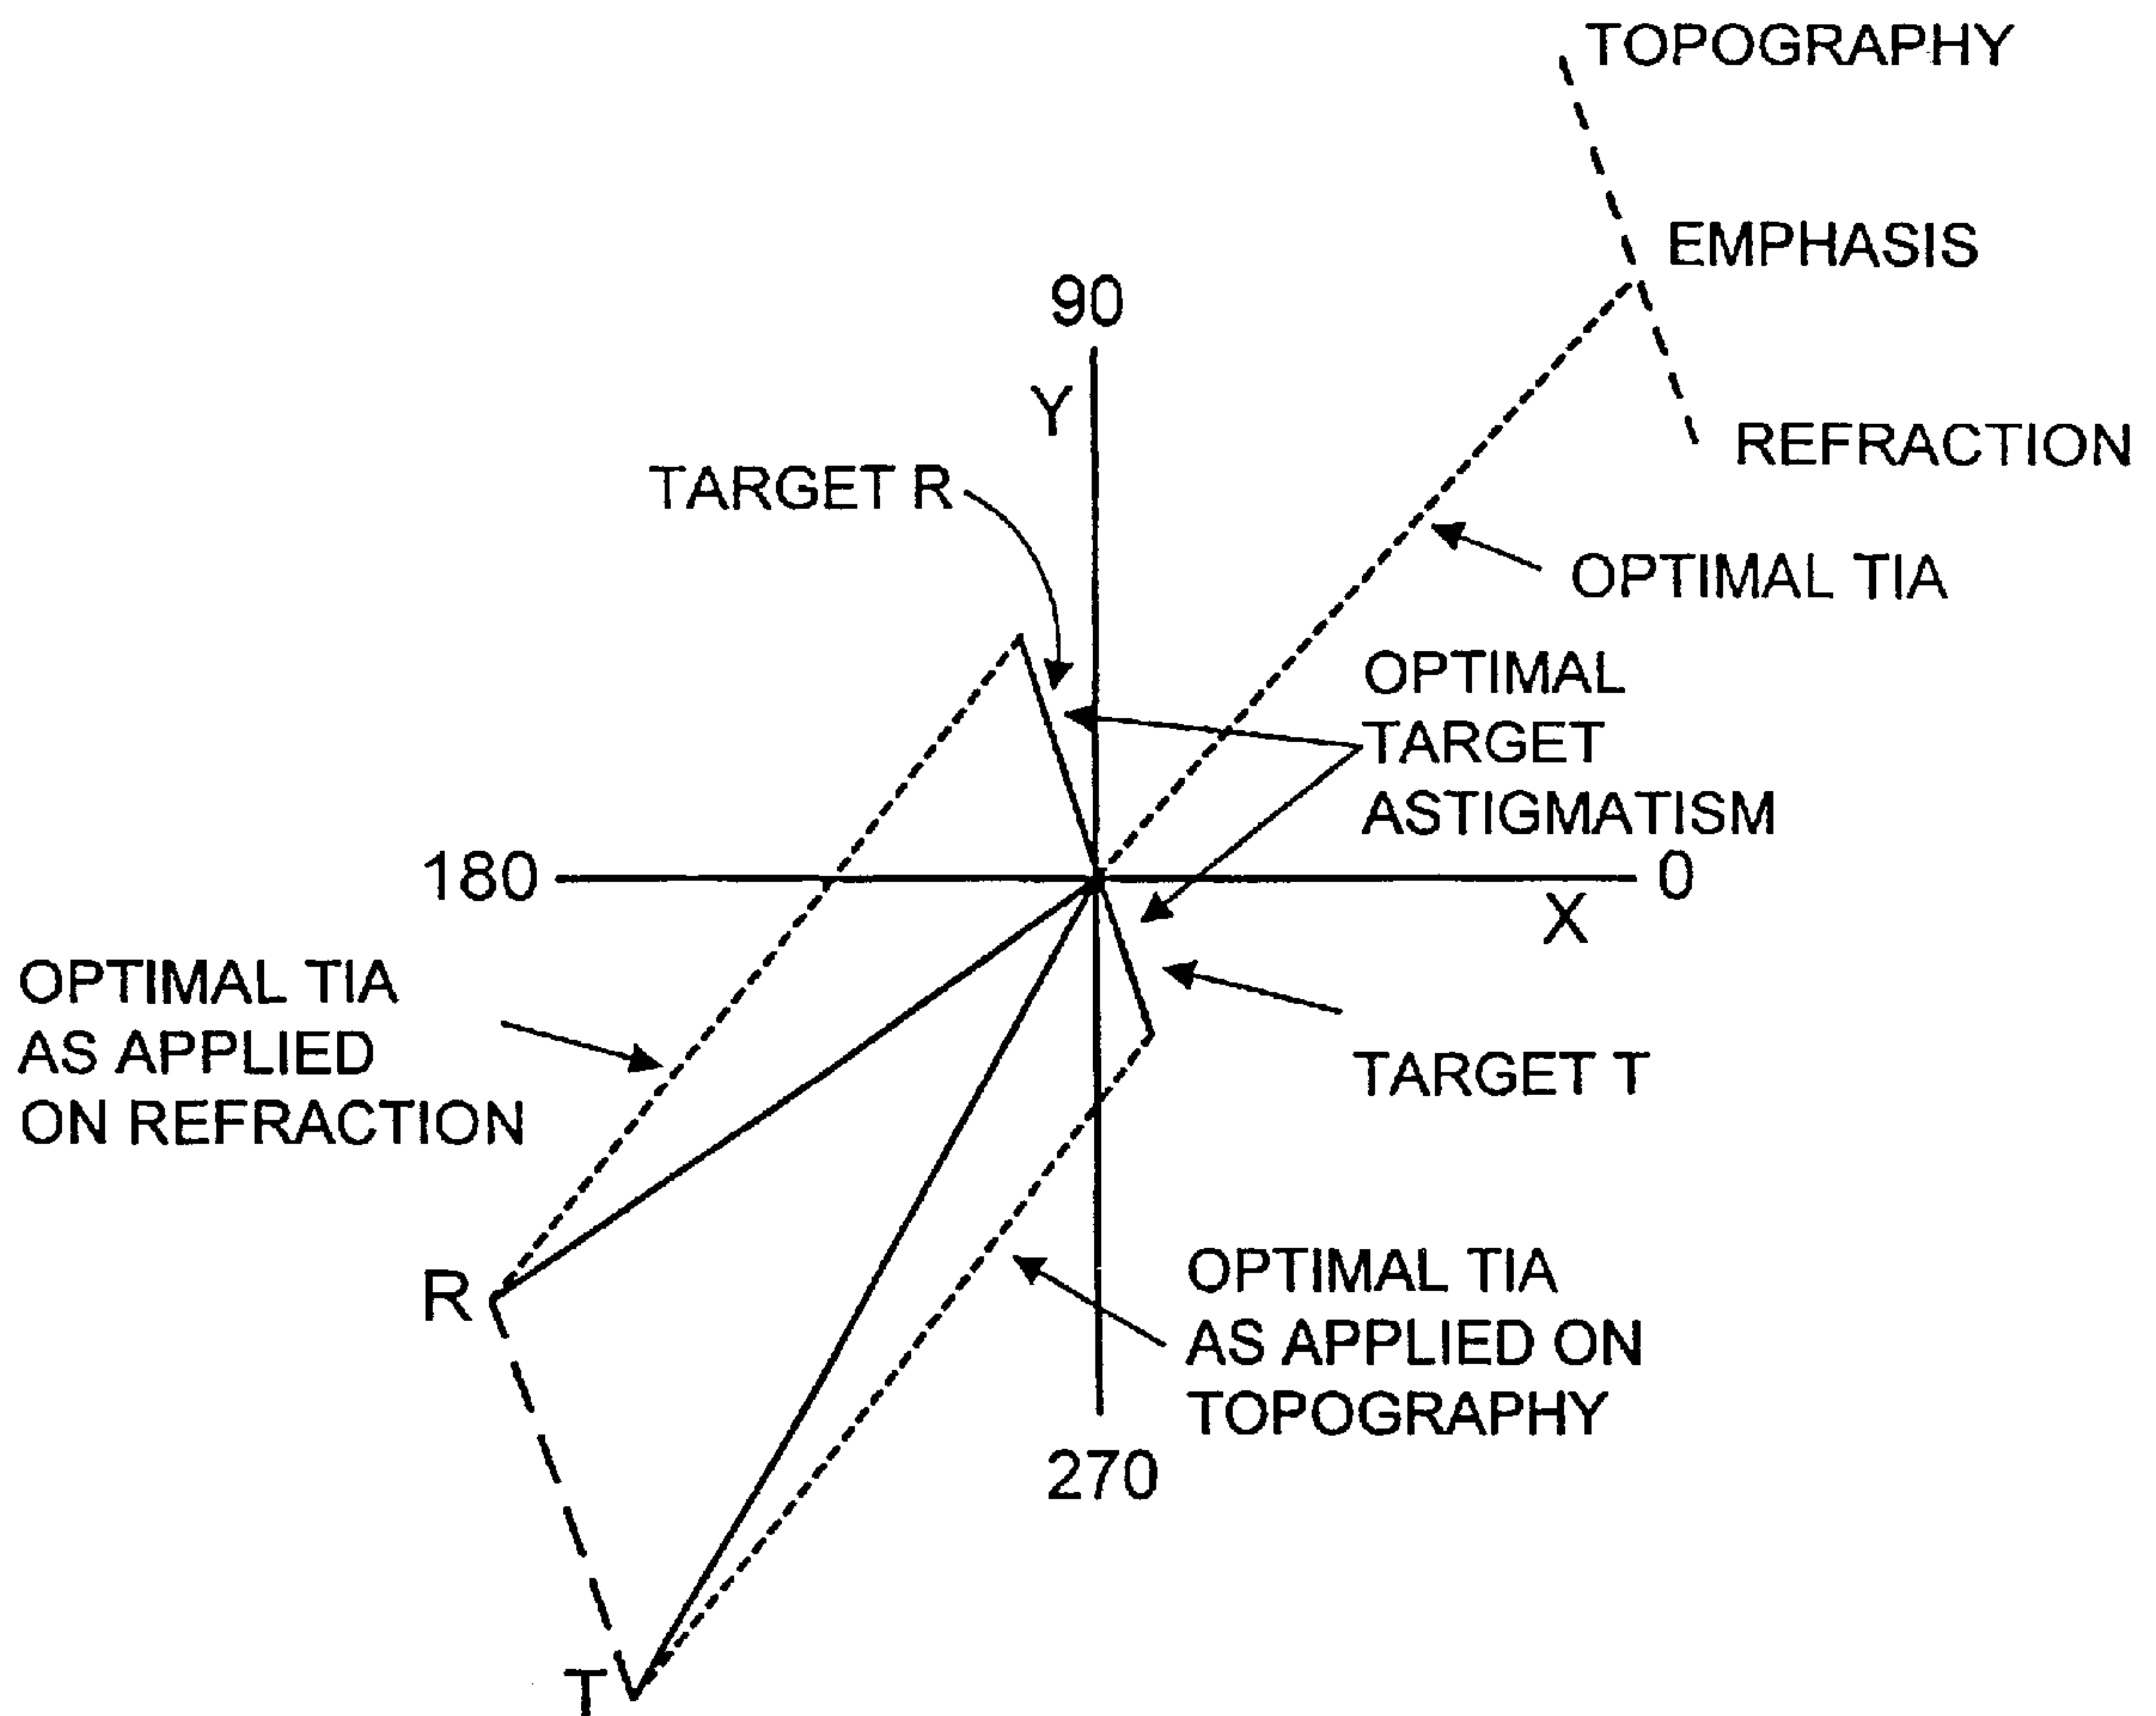 TOPOGRAPHY
EMPHASIS
90
Y
REFRACTION
TARGET R
OPTIMAL TIA
OPTIMAL
TARGET
ASTIGMATISM
180
0
X
OPTIMAL TIA
AS APPLIED
ON REFRACTION
TARGET T
R
OPTIMAL TIA
AS APPLIED ON
TOPOGRAPHY
270
T